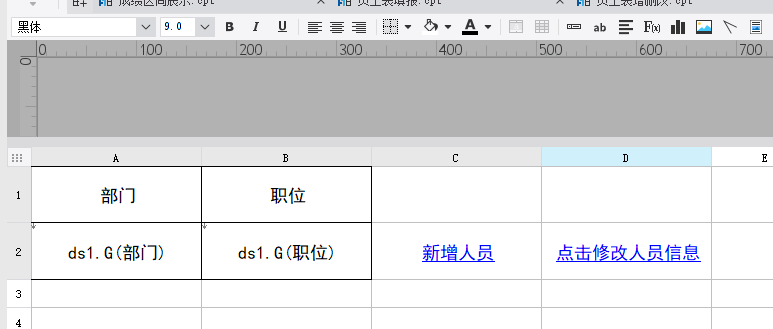 成绩区间展示.cpt
员工表填报.cpt
员工表增删改.cpt
黑体 9.0 B I U ab F(x)
0 100 200 300 400 500 600 700
0
A B C D E
1 部门 职位
2 ds1.G(部门) ds1.G(职位) 新增人员 点击修改人员信息
3
4